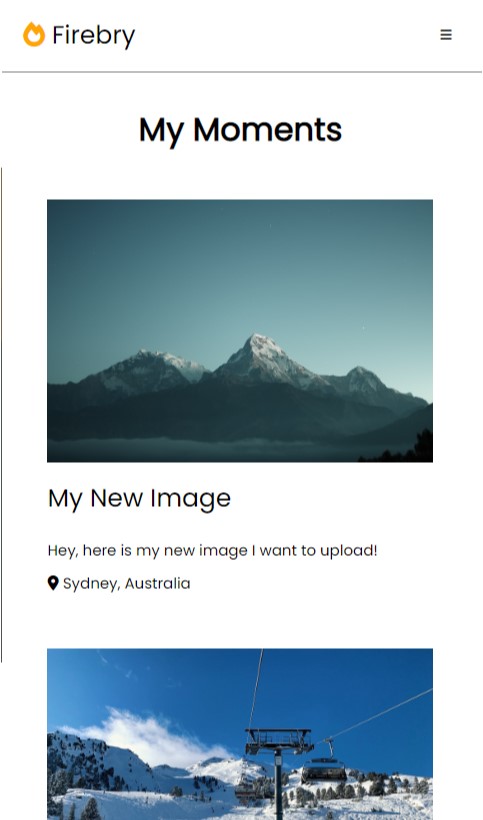 Firebry
My Moments
My New Image
Hey, here is my new image I want to upload!
Sydney, Australia